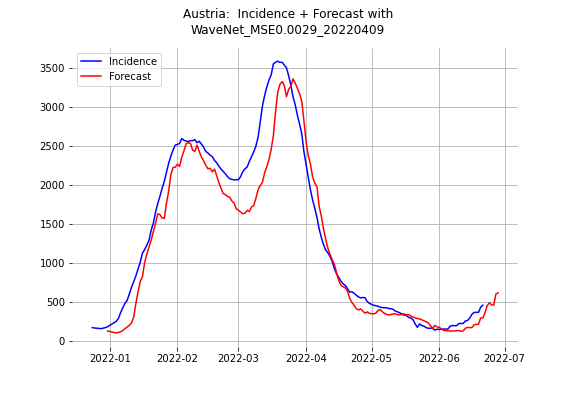 Austria:  Incidence + Forecast with
WaveNet_MSE0.0029_20220409
Incidence
Forecast
3500
3000
2500
2000
1500
1000
500
0
2022-01 2022-02 2022-03 2022-04 2022-05 2022-06 2022-07